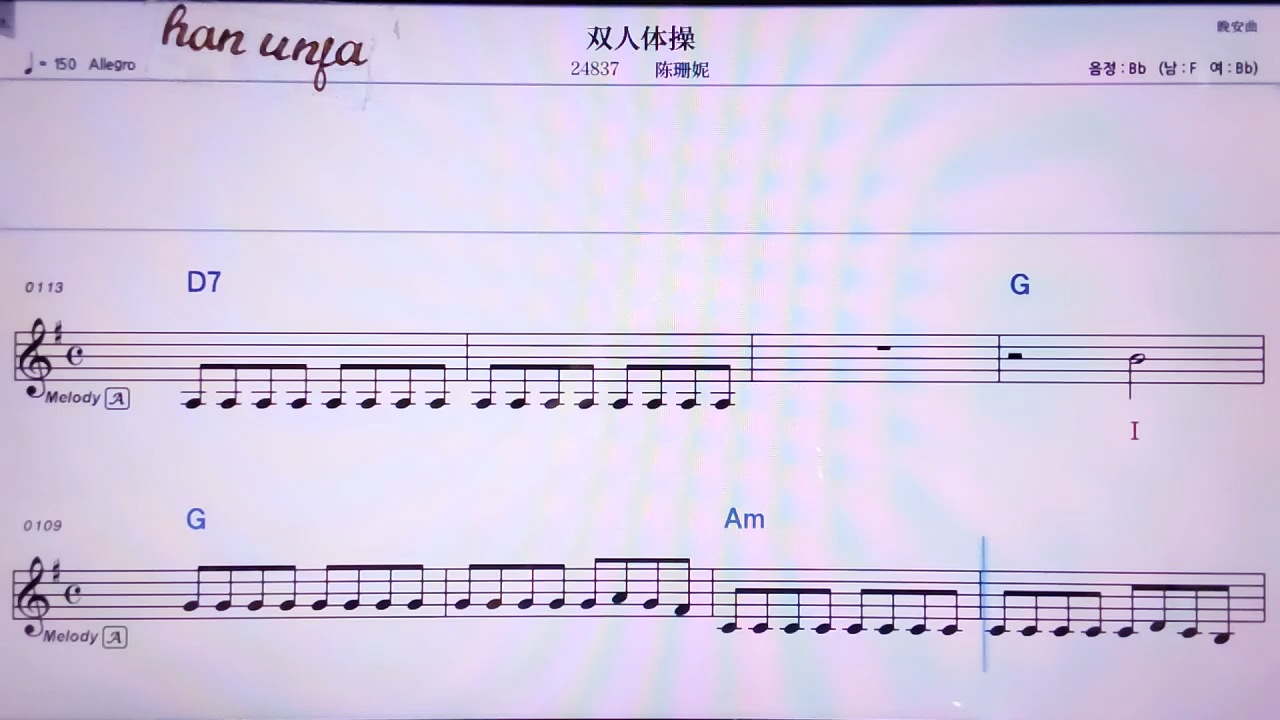 han unfa
双人体操
晚安曲
♩= 150 Allegro
24837 陈珊妮
음정 : Bb (남 : F 여 : Bb)
0113
D7 G
Melody A
I
0109
G Am
Melody A